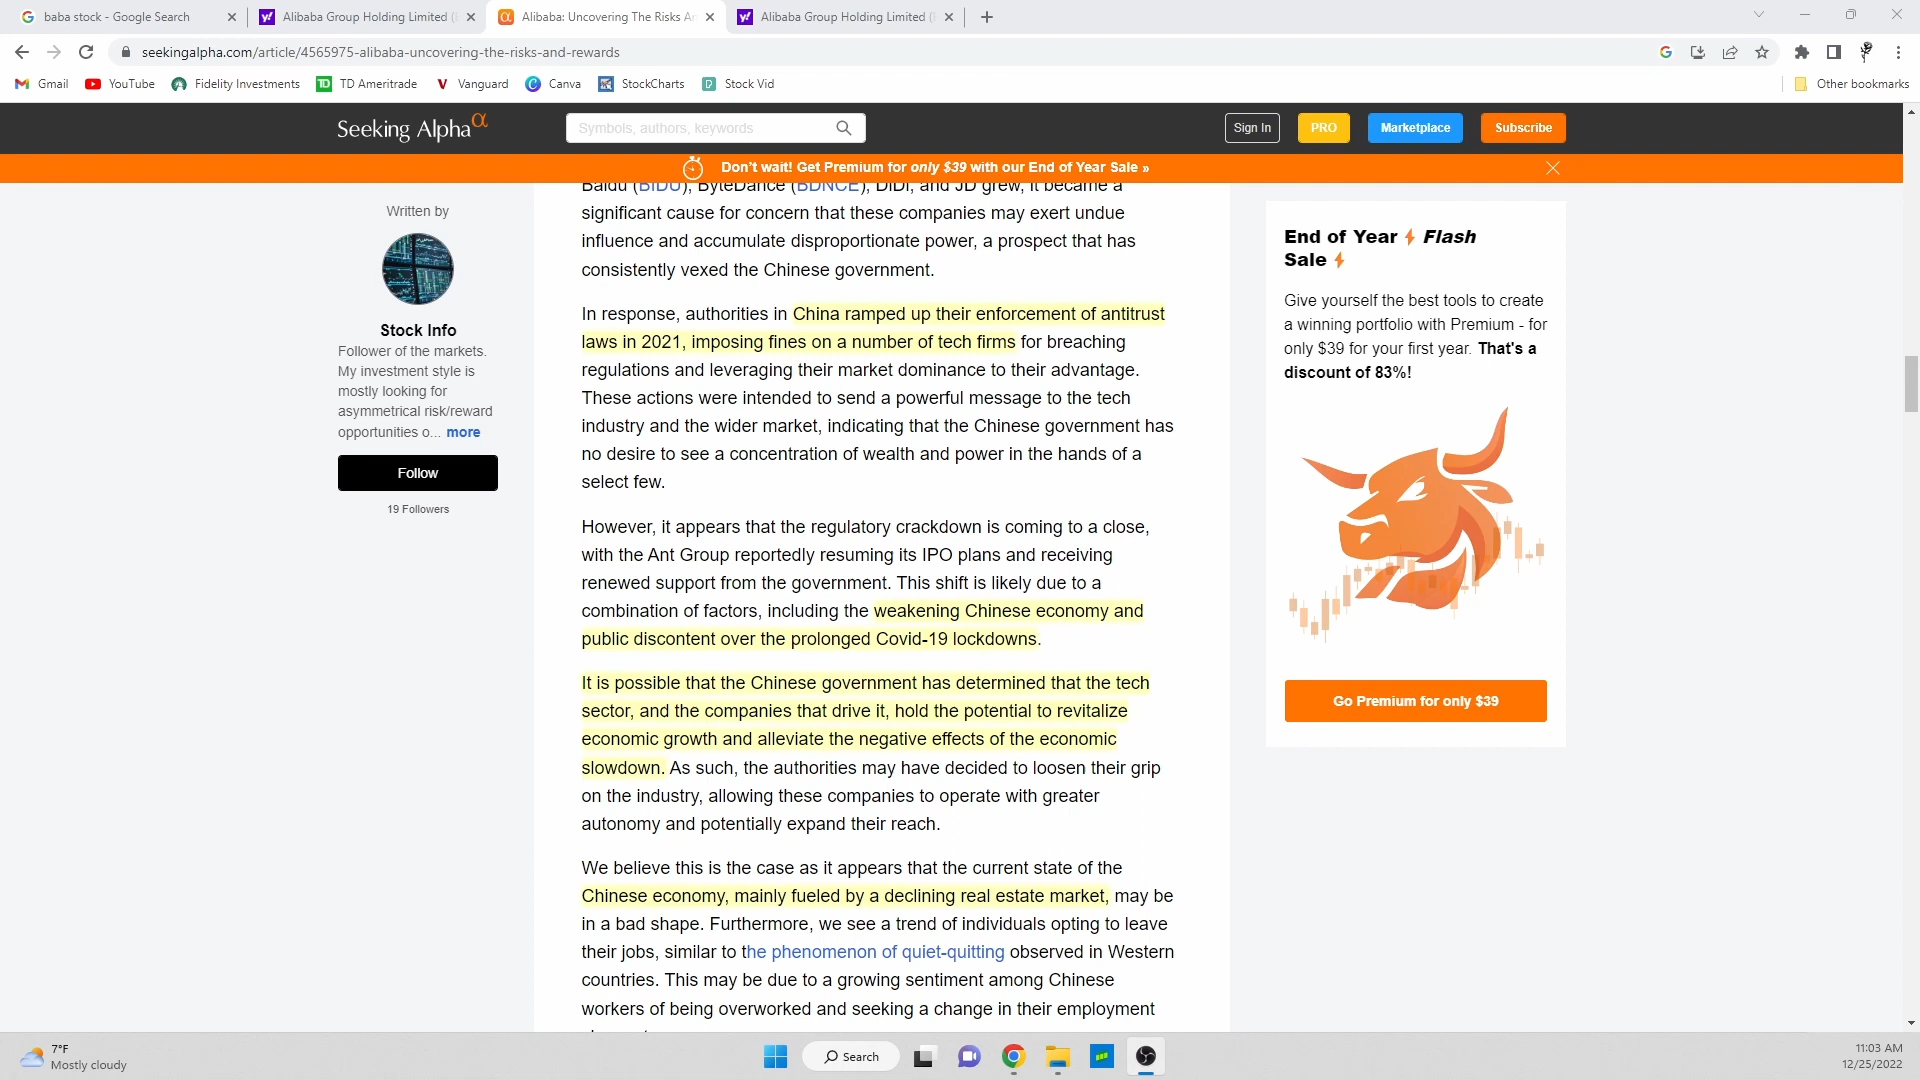 baba stock - Google Search
Alibaba Group Holding Limited (
Alibaba: Uncovering The Risks An
Alibaba Group Holding Limited (
seekingalpha.com/article/4565975-alibaba-uncovering-the-risks-and-rewards
Gmail
YouTube
Fidelity Investments
TD Ameritrade
Vanguard
Canva
StockCharts
Stock Vid
Other bookmarks
Seeking Alpha α
Symbols, authors, keywords
Sign In
PRO
Marketplace
Subscribe
Don't wait! Get Premium for only $39 with our End of Year Sale »
Written by
Stock Info
Follower of the markets.
My investment style is
mostly looking for
asymmetrical risk/reward
opportunities o... more
Follow
19 Followers
Baidu (BIDU), ByteDance (BDNCE), DiDi, and JD grew, it became a
significant cause for concern that these companies may exert undue
influence and accumulate disproportionate power, a prospect that has
consistently vexed the Chinese government.
In response, authorities in China ramped up their enforcement of antitrust
laws in 2021, imposing fines on a number of tech firms for breaching
regulations and leveraging their market dominance to their advantage.
These actions were intended to send a powerful message to the tech
industry and the wider market, indicating that the Chinese government has
no desire to see a concentration of wealth and power in the hands of a
select few.
However, it appears that the regulatory crackdown is coming to a close,
with the Ant Group reportedly resuming its IPO plans and receiving
renewed support from the government. This shift is likely due to a
combination of factors, including the weakening Chinese economy and
public discontent over the prolonged Covid-19 lockdowns.
It is possible that the Chinese government has determined that the tech
sector, and the companies that drive it, hold the potential to revitalize
economic growth and alleviate the negative effects of the economic
slowdown. As such, the authorities may have decided to loosen their grip
on the industry, allowing these companies to operate with greater
autonomy and potentially expand their reach.
We believe this is the case as it appears that the current state of the
Chinese economy, mainly fueled by a declining real estate market, may be
in a bad shape. Furthermore, we see a trend of individuals opting to leave
their jobs, similar to the phenomenon of quiet-quitting observed in Western
countries. This may be due to a growing sentiment among Chinese
workers of being overworked and seeking a change in their employment
End of Year Flash
Sale
Give yourself the best tools to create
a winning portfolio with Premium - for
only $39 for your first year. That's a
discount of 83%!
Go Premium for only $39
7°F
Mostly cloudy
Search
11:03 AM
12/25/2022